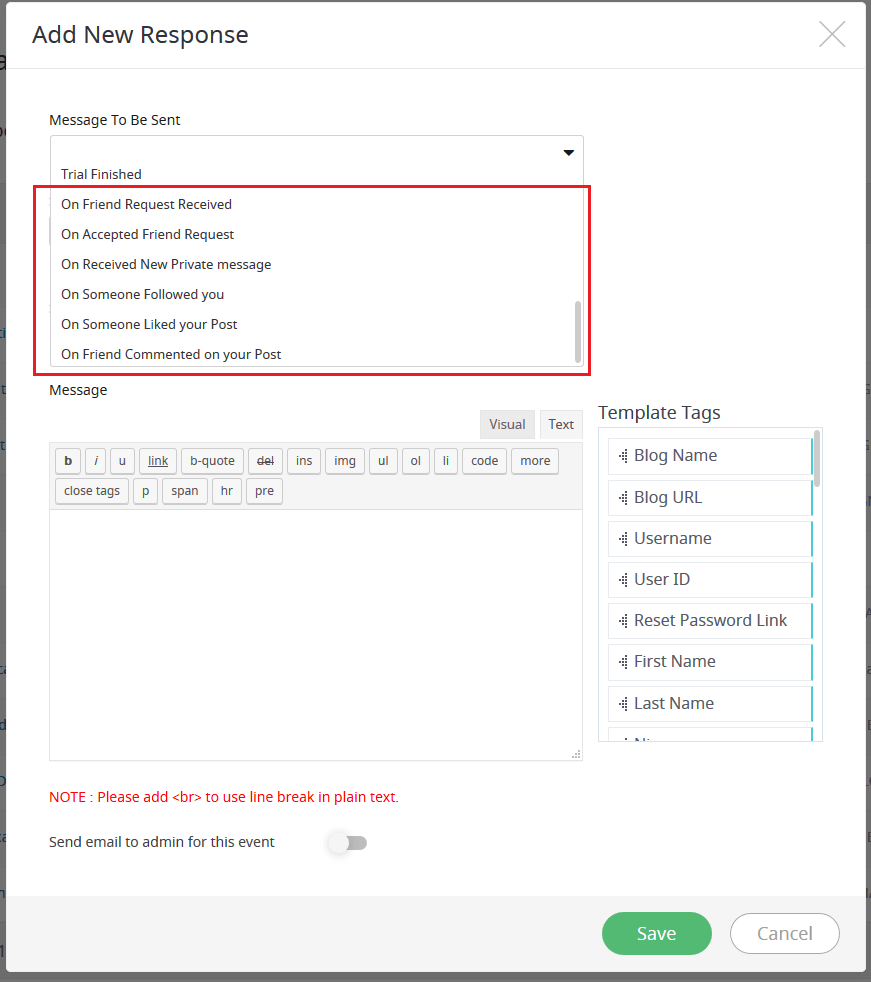 Add New Response
Message To Be Sent
Trial Finished
On Friend Request Received
On Accepted Friend Request
On Received New Private message
On Someone Followed you
On Someone Liked your Post
On Friend Commented on your Post
Message
Visual Text
b i u link b-quote del ins img ul ol li code more
close tags p span hr pre
Template Tags
Blog Name
Blog URL
Username
User ID
Reset Password Link
First Name
Last Name
NOTE : Please add <br> to use line break in plain text.
Send email to admin for this event
Save Cancel